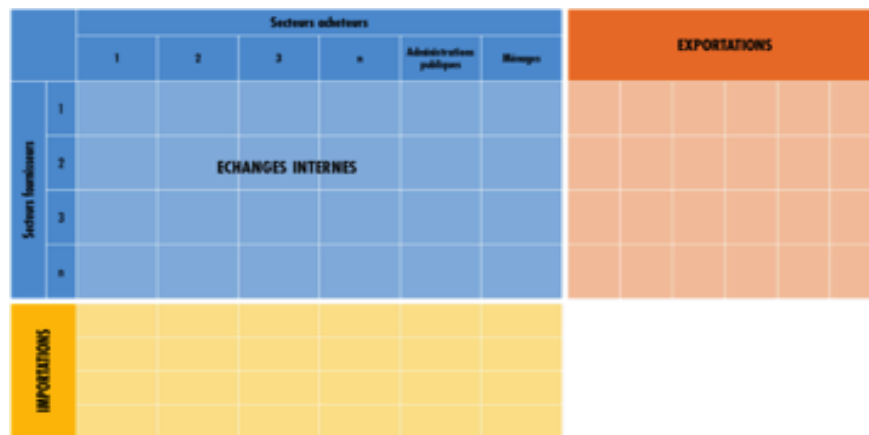 Secteurs acheteurs
1 2 3 n Administrations publiques Ménages
EXPORTATIONS
Secteurs fournisseurs
1
2
3
n
ECHANGES INTERNES
IMPORTATIONS